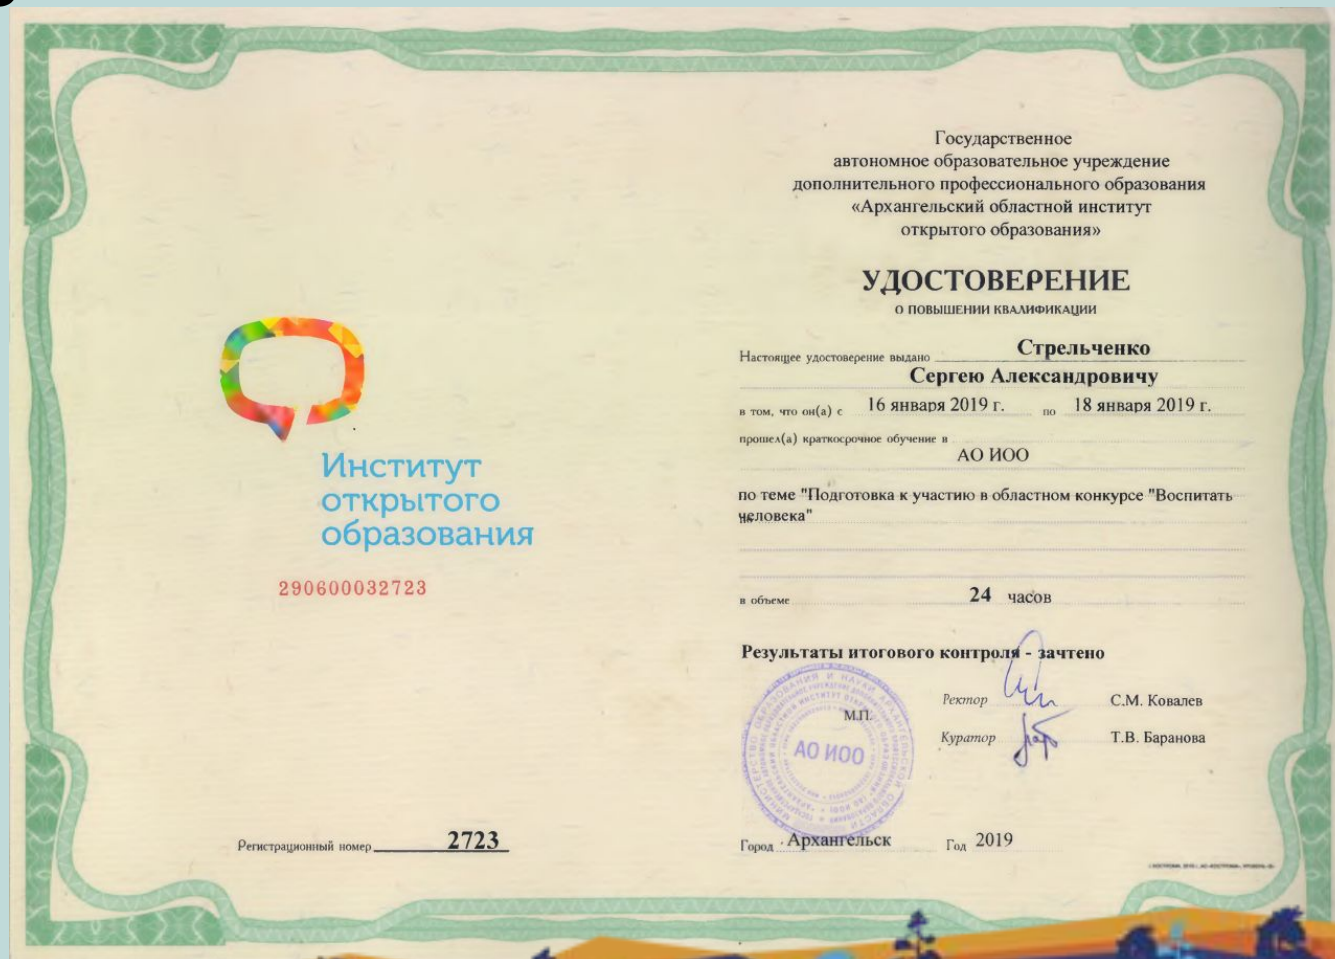 Институт
открытого
образования
290600032723
Регистрационный номер 2723
Государственное
автономное образовательное учреждение
дополнительного профессионального образования
«Архангельский областной институт
открытого образования»
УДОСТОВЕРЕНИЕ
О ПОВЫШЕНИИ КВАЛИФИКАЦИИ
Настоящее удостоверение выдано Стрельченко
Сергею Александровичу
в том, что он(а) с 16 января 2019 г. по 18 января 2019 г.
прошел(а) краткосрочное обучение в
АО ИОО
по теме "Подготовка к участию в областном конкурсе "Воспитать
человека"
в объеме 24 часов
Результаты итогового контроля - зачтено
Ректор С.М. Ковалев
М.П.
Куратор Т.В. Баранова
АО ИОО
Город Архангельск Год 2019